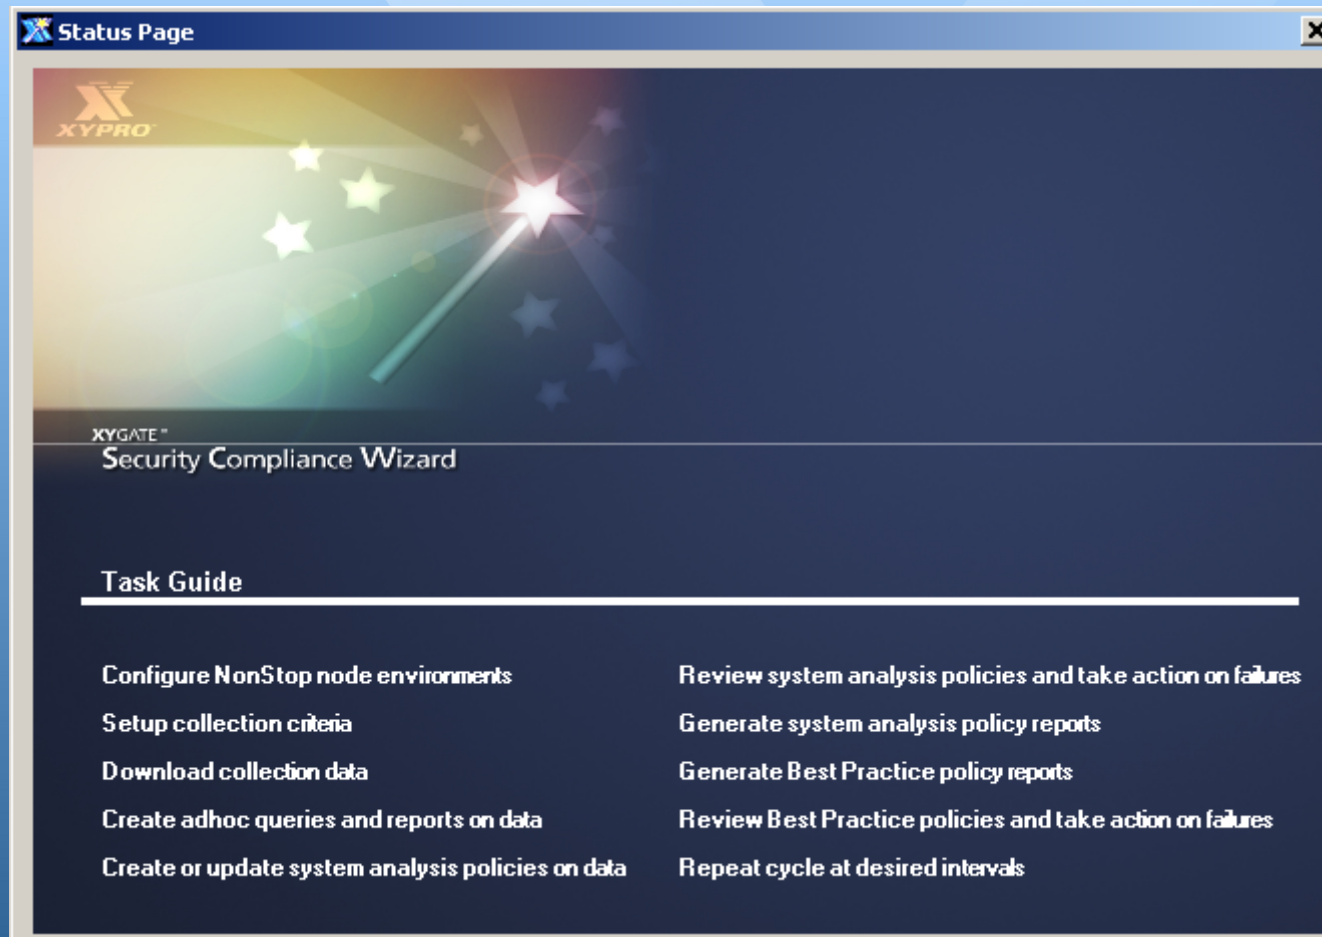 Status Page
XYPRO™
XYGATE™
Security Compliance Wizard
Task Guide
Configure NonStop node environments
Setup collection criteria
Download collection data
Create adhoc queries and reports on data
Create or update system analysis policies on data
Review system analysis policies and take action on failures
Generate system analysis policy reports
Generate Best Practice policy reports
Review Best Practice policies and take action on failures
Repeat cycle at desired intervals